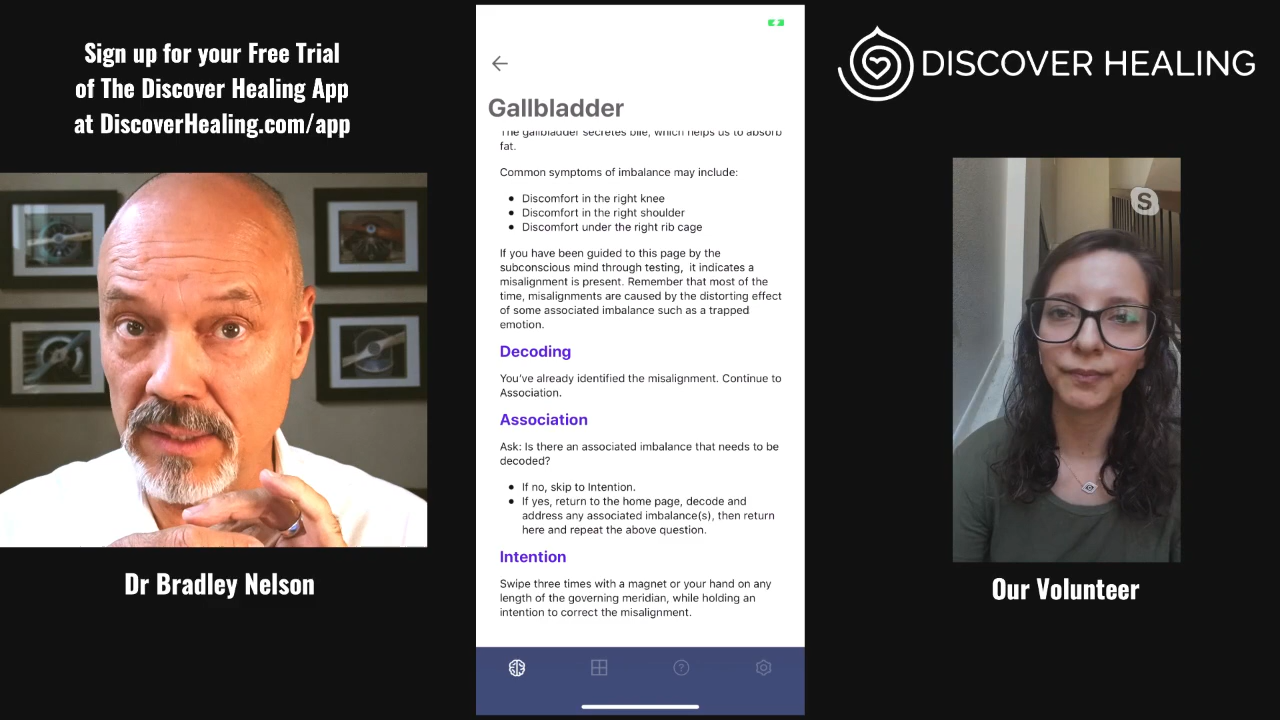 Sign up for your Free Trial
of The Discover Healing App
at DiscoverHealing.com/app
Dr Bradley Nelson
Gallbladder
The gallbladder secretes bile, which helps us to absorb
fat.
Common symptoms of imbalance may include:
• Discomfort in the right knee
• Discomfort in the right shoulder
• Discomfort under the right rib cage
If you have been guided to this page by the
subconscious mind through testing, it indicates a
misalignment is present. Remember that most of the
time, misalignments are caused by the distorting effect
of some associated imbalance such as a trapped
emotion.
Decoding
You've already identified the misalignment. Continue to
Association.
Association
Ask: Is there an associated imbalance that needs to be
decoded?
• If no, skip to Intention.
• If yes, return to the home page, decode and
address any associated imbalance(s), then return
here and repeat the above question.
Intention
Swipe three times with a magnet or your hand on any
length of the governing meridian, while holding an
intention to correct the misalignment.
?
DISCOVER HEALING
S
Our Volunteer